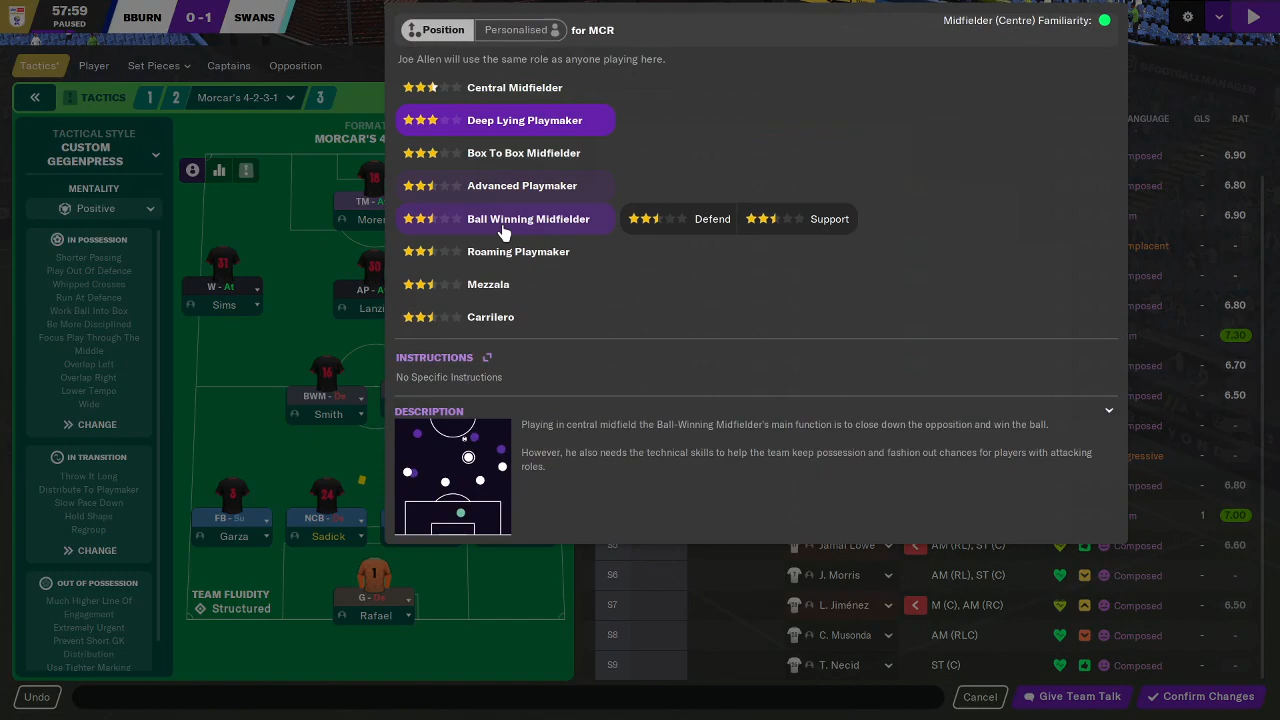 57:59
PAUSED
BBURN 0-1 SWANS
Tactics
Player
Set Pieces
Captains
Opposition
TACTICS
1
2
Morcar's 4-2-3-1
3
TACTICAL STYLE
CUSTOM
GEGENPRESS
MENTALITY
Positive
IN POSSESSION
Shorter Passing
Play Out Of Defence
Whipped Crosses
Run At Defence
Work Ball Into Box
Be More Disciplined
Focus Play Through The
Middle
Overlap Left
Overlap Right
Lower Tempo
Wide
CHANGE
IN TRANSITION
Throw It Long
Distribute To Playmaker
Slow Pace Down
Hold Shape
Regroup
CHANGE
OUT OF POSSESSION
Much Higher Line Of
Engagement
Extremely Urgent
Prevent Short GK
Distribution
Use Tighter Marking
MORCAR'S 4
18
31
W - At
Sims
30
16
BWM - De
Smith
3
FB - Su
Garza
24
NCB - De
Sadick
1
G - De
Rafael
TEAM FLUIDITY
Structured
Position
Personalised
for MCR
Midfielder (Centre) Familiarity:
Joe Allen will use the same role as anyone playing here.
Central Midfielder
Deep Lying Playmaker
Box To Box Midfielder
Advanced Playmaker
Ball Winning Midfielder
Defend
Support
Roaming Playmaker
Mezzala
Carrilero
INSTRUCTIONS
No Specific Instructions
DESCRIPTION
Playing in central midfield the Ball-Winning Midfielder's main function is to close down the opposition and win the ball.
However, he also needs the technical skills to help the team keep possession and fashion out chances for players with attacking
roles.
LANGUAGE GLS RAT
6.90
6.80
6.90
-
-
6.80
7.30
6.70
6.50
-
-
6.80
1 7.00
S5 Jamal Lowe AM (RL), ST (C) Composed - 6.60
S6 J. Morris AM (RL), ST (C) Composed - -
S7 L. Jiménez M (C), AM (RC) Composed - 6.50
S8 C. Musonda AM (RLC) Composed - -
S9 T. Necid ST (C) Composed - -
Undo
Cancel
Give Team Talk
Confirm Changes